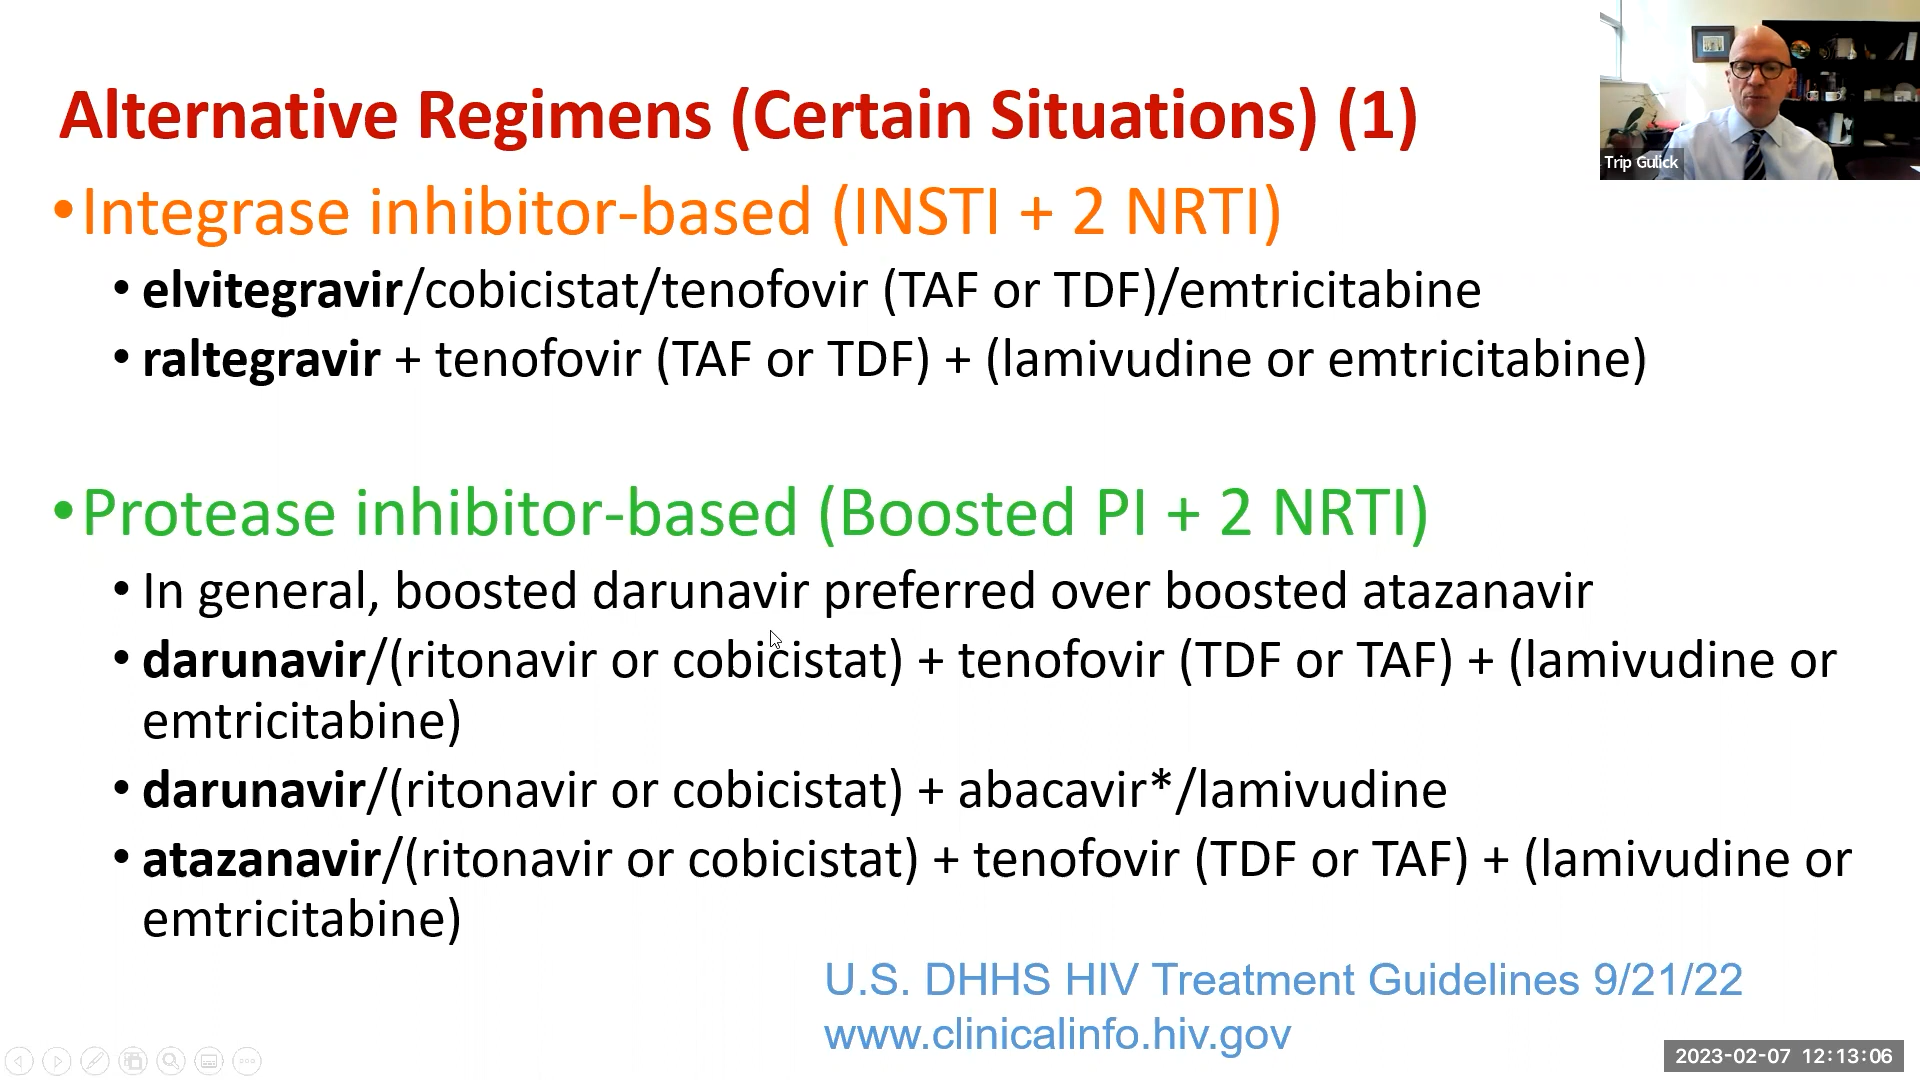 Alternative Regimens (Certain Situations) (1)
Trip Gulick
•Integrase inhibitor-based (INSTI + 2 NRTI)
• elvitegravir/cobicistat/tenofovir (TAF or TDF)/emtricitabine
• raltegravir + tenofovir (TAF or TDF) + (lamivudine or emtricitabine)
•Protease inhibitor-based (Boosted PI + 2 NRTI)
• In general, boosted darunavir preferred over boosted atazanavir
• darunavir/(ritonavir or cobicistat) + tenofovir (TDF or TAF) + (lamivudine or
emtricitabine)
• darunavir/(ritonavir or cobicistat) + abacavir*/lamivudine
• atazanavir/(ritonavir or cobicistat) + tenofovir (TDF or TAF) + (lamivudine or
emtricitabine)
U.S. DHHS HIV Treatment Guidelines 9/21/22
www.clinicalinfo.hiv.gov
2023-02-07 12:13:06